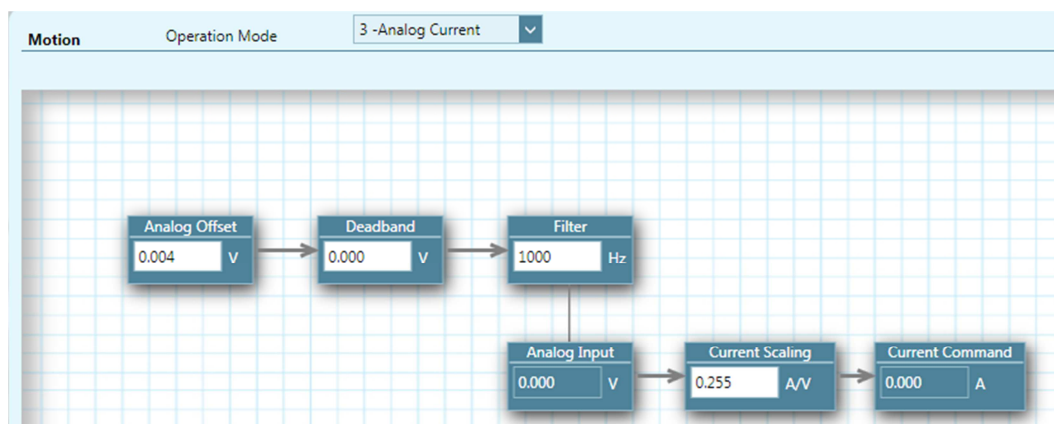 Motion Operation Mode 3 -Analog Current
Analog Offset Deadband Filter
0.004 V 0.000 V 1000 Hz
Analog Input Current Scaling Current Command
0.000 V 0.255 A/V 0.000 A